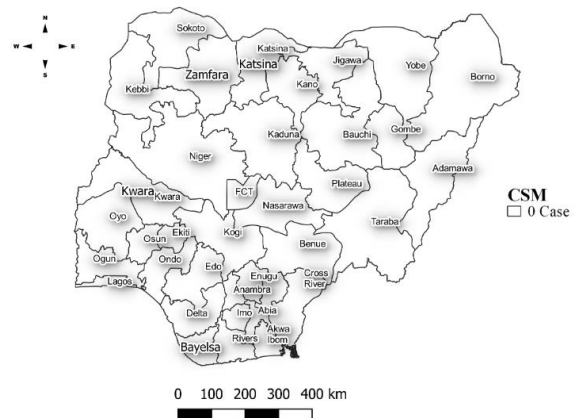 N
W E
S
Sokoto
Katsina
Katsina
Jigawa
Yobe
Borno
Zamfara
Kano
Kebbi
Kaduna
Bauchi
Gombe
Niger
Adamawa
Plateau
Kwara
Kwara
FCT
Nasarawa
CSM
0 Case
Oyo
Taraba
Ekiti
Kogi
Osun
Benue
Ogun
Ondo
Edo
Enugu
Cross
River
Lagos
Anambra
Delta
Imo
Abia
Akwa
Ibom
Bayelsa
Rivers
0 100 200 300 400 km